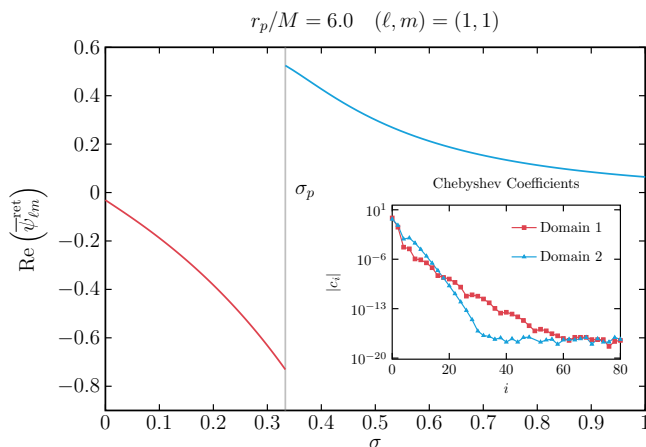 r_p/M = 6.0 (ℓ, m) = (1, 1)
Re (ψ̅^ret_ℓm)
0.6
0.4
0.2
0
−0.2
−0.4
−0.6
−0.8
σ_p
Chebyshev Coefficients
10^1
10^−6
10^−13
10^−20
|c_i|
Domain 1
Domain 2
0 20 40 60 80
i
0 0.1 0.2 0.3 0.4 0.5 0.6 0.7 0.8 0.9 1
σ